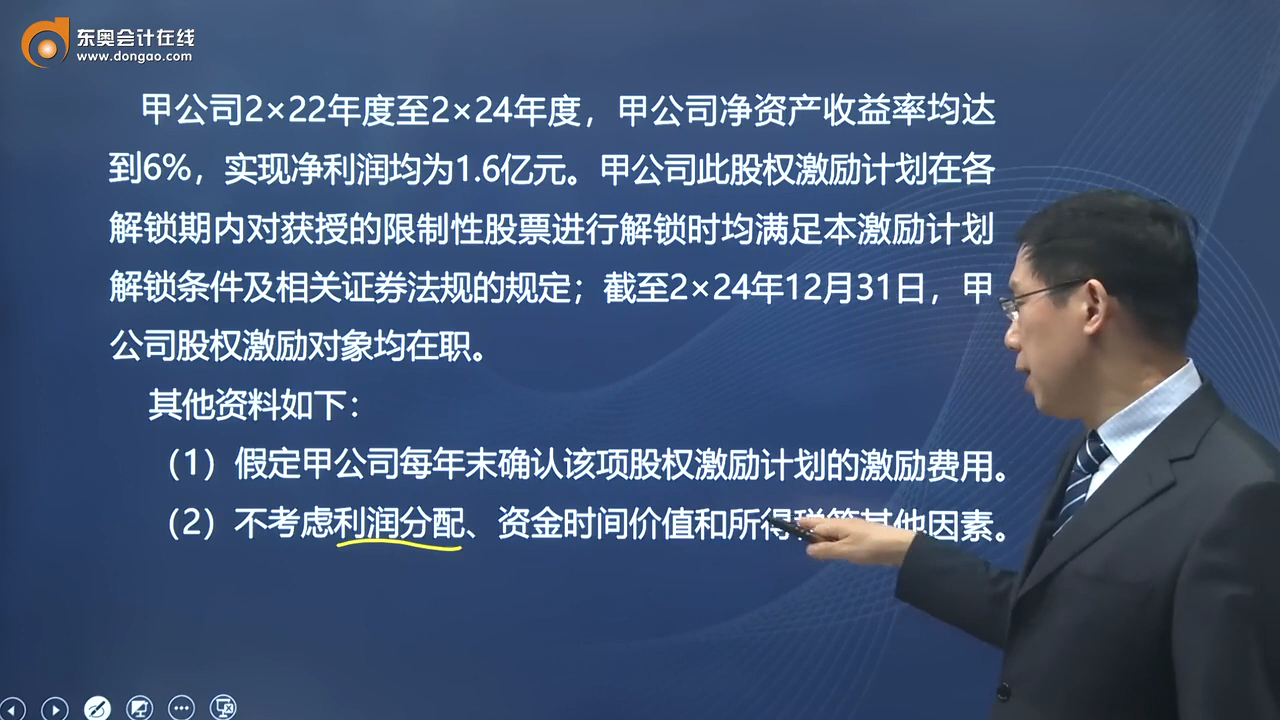 东奥会计在线
www.dongao.com
甲公司2×22年度至2×24年度，甲公司净资产收益率均达
到6%，实现净利润均为1.6亿元。甲公司此股权激励计划在各
解锁期内对获授的限制性股票进行解锁时均满足本激励计划
解锁条件及相关证券法规的规定；截至2×24年12月31日，甲
公司股权激励对象均在职。
其他资料如下：
（1）假定甲公司每年末确认该项股权激励计划的激励费用。
（2）不考虑利润分配、资金时间价值和所得税等其他因素。